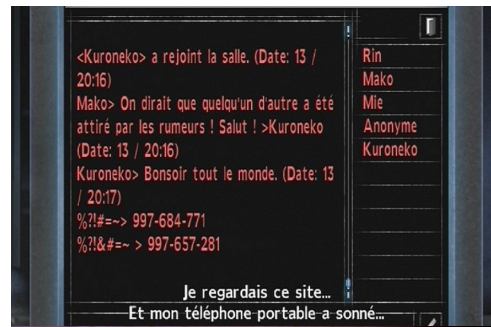 <Kuroneko> a rejoint la salle. (Date: 13 /
20:16)
Mako> On dirait que quelqu'un d'autre a été
attiré par les rumeurs ! Salut ! >Kuroneko
(Date: 13 / 20:16)
Kuroneko> Bonsoir tout le monde. (Date: 13
/ 20:17)
%?!#=~> 997-684-771
%?!&#=~ > 997-657-281
Rin
Mako
Mie
Anonyme
Kuroneko
Je regardais ce site...
Et mon téléphone portable a sonné...